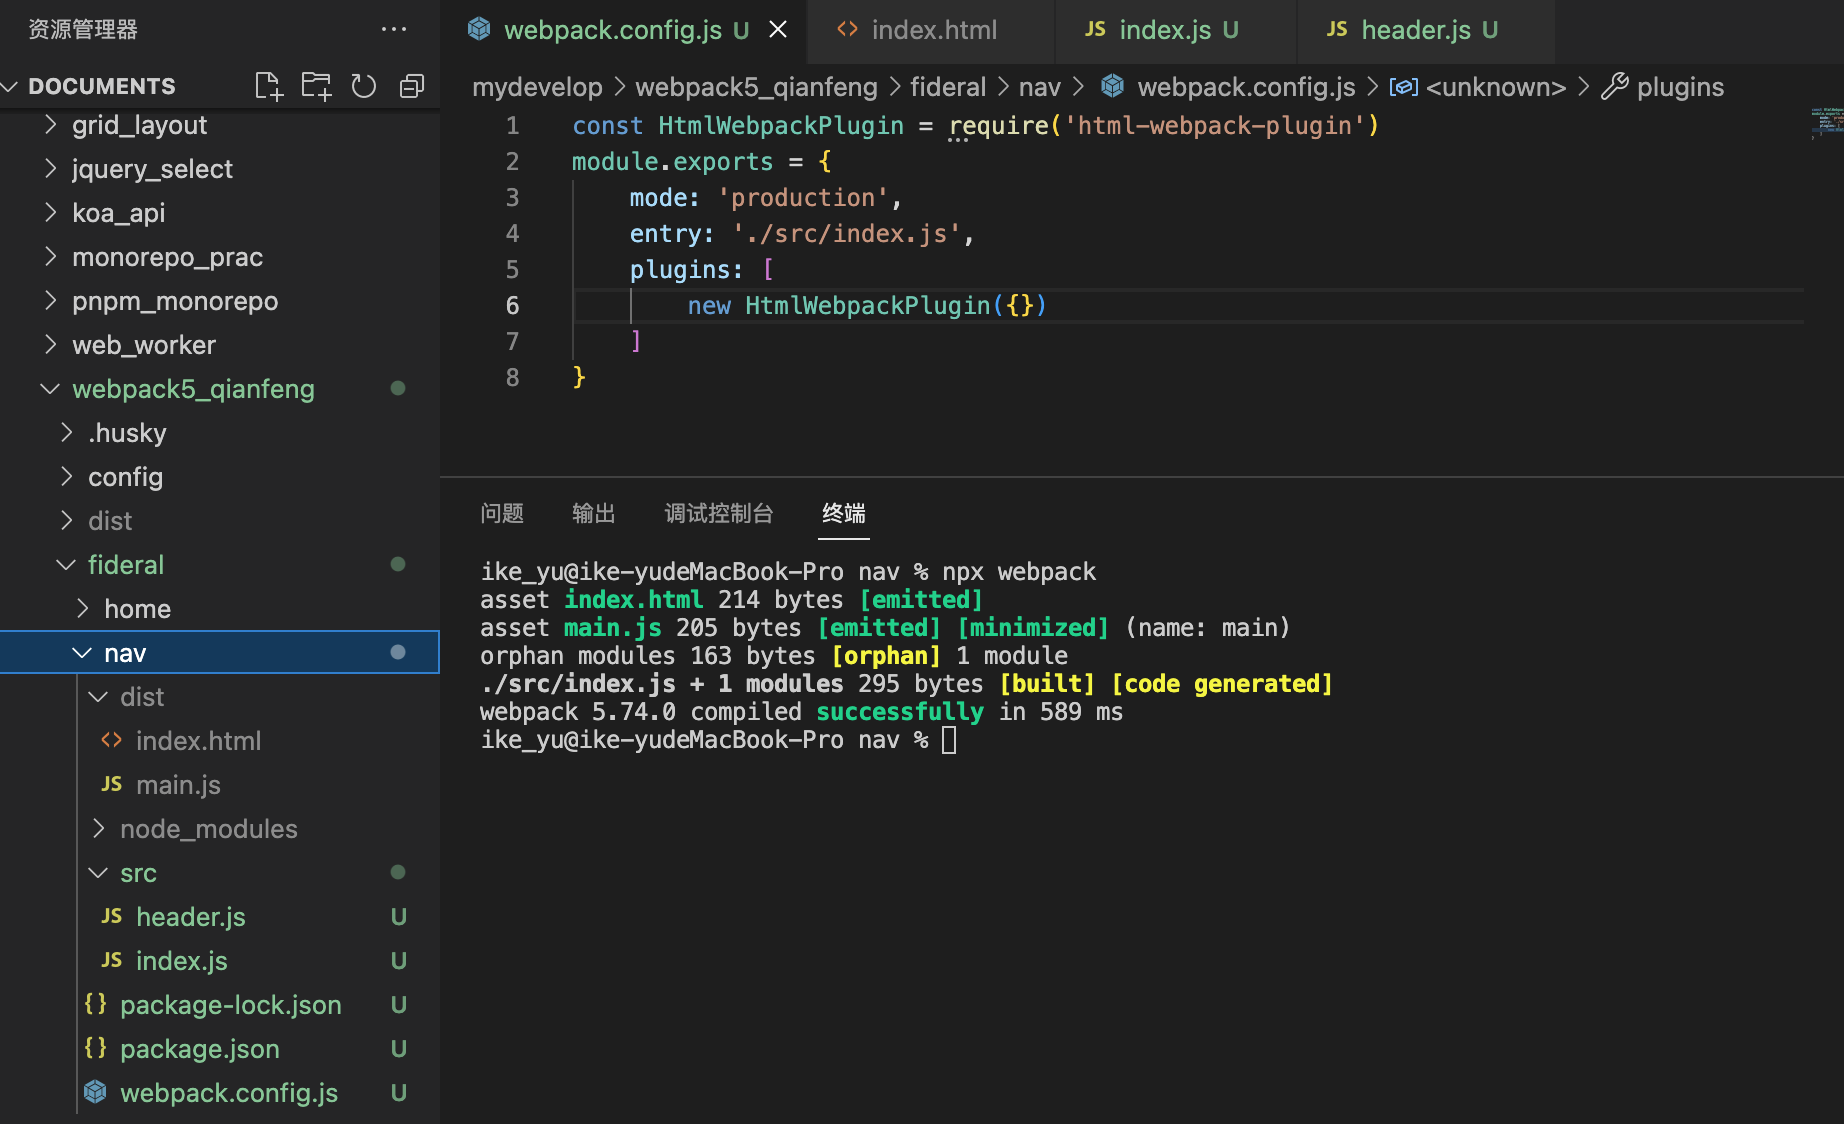 资源管理器
DOCUMENTS
grid_layout
jquery_select
koa_api
monorepo_prac
pnpm_monorepo
web_worker
webpack5_qianfeng
.husky
config
dist
fideral
home
nav
dist
index.html
JS main.js
node_modules
src
JS header.js U
JS index.js U
{} package-lock.json U
{} package.json U
webpack.config.js U
webpack.config.js U
index.html
JS index.js U
JS header.js U
mydevelop > webpack5_qianfeng > fideral > nav > webpack.config.js > <unknown> > plugins
1 const HtmlWebpackPlugin = require('html-webpack-plugin')
2 module.exports = {
3 mode: 'production',
4 entry: './src/index.js',
5 plugins: [
6 new HtmlWebpackPlugin({})
7 ]
8 }
问题 输出 调试控制台 终端
ike_yu@ike-yudeMacBook-Pro nav % npx webpack
asset index.html 214 bytes [emitted]
asset main.js 205 bytes [emitted] [minimized] (name: main)
orphan modules 163 bytes [orphan] 1 module
./src/index.js + 1 modules 295 bytes [built] [code generated]
webpack 5.74.0 compiled successfully in 589 ms
ike_yu@ike-yudeMacBook-Pro nav %